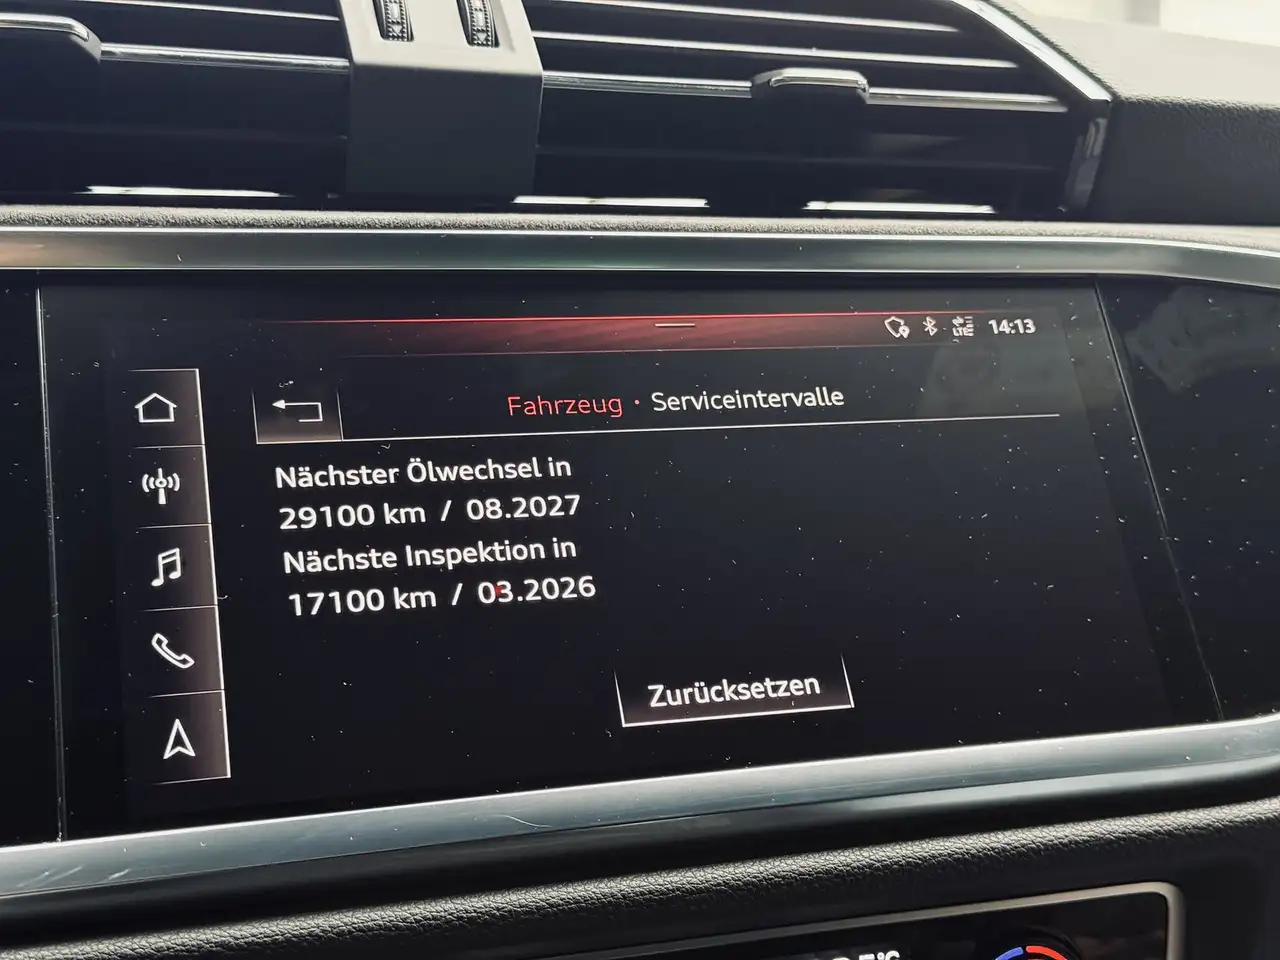 LTE 14:13
Fahrzeug · Serviceintervalle
Nächster Ölwechsel in
29100 km / 08.2027
Nächste Inspektion in
17100 km / 03.2026
Zurücksetzen